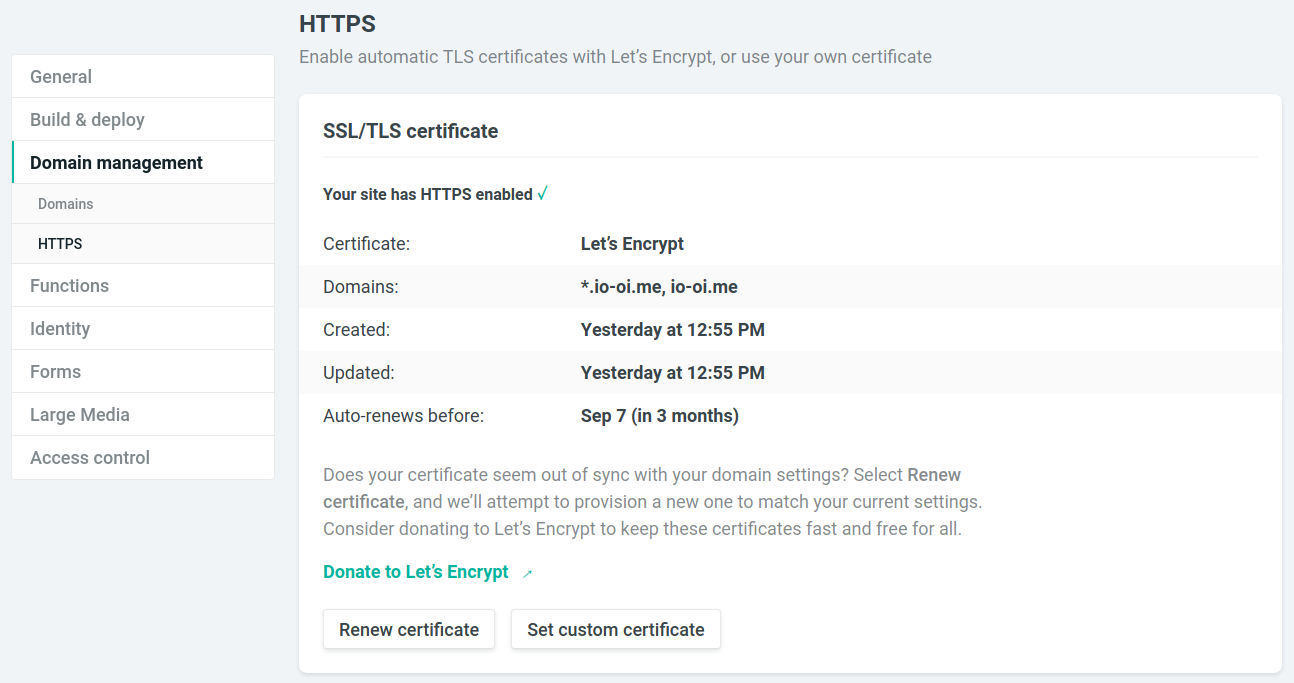 HTTPS
Enable automatic TLS certificates with Let’s Encrypt, or use your own certificate
General
Build & deploy
Domain management
Domains
HTTPS
Functions
Identity
Forms
Large Media
Access control
SSL/TLS certificate
Your site has HTTPS enabled ✓
Certificate: Let’s Encrypt
Domains: *.io-oi.me, io-oi.me
Created: Yesterday at 12:55 PM
Updated: Yesterday at 12:55 PM
Auto-renews before: Sep 7 (in 3 months)
Does your certificate seem out of sync with your domain settings? Select Renew
certificate, and we’ll attempt to provision a new one to match your current settings.
Consider donating to Let’s Encrypt to keep these certificates fast and free for all.
Donate to Let’s Encrypt →
Renew certificate Set custom certificate